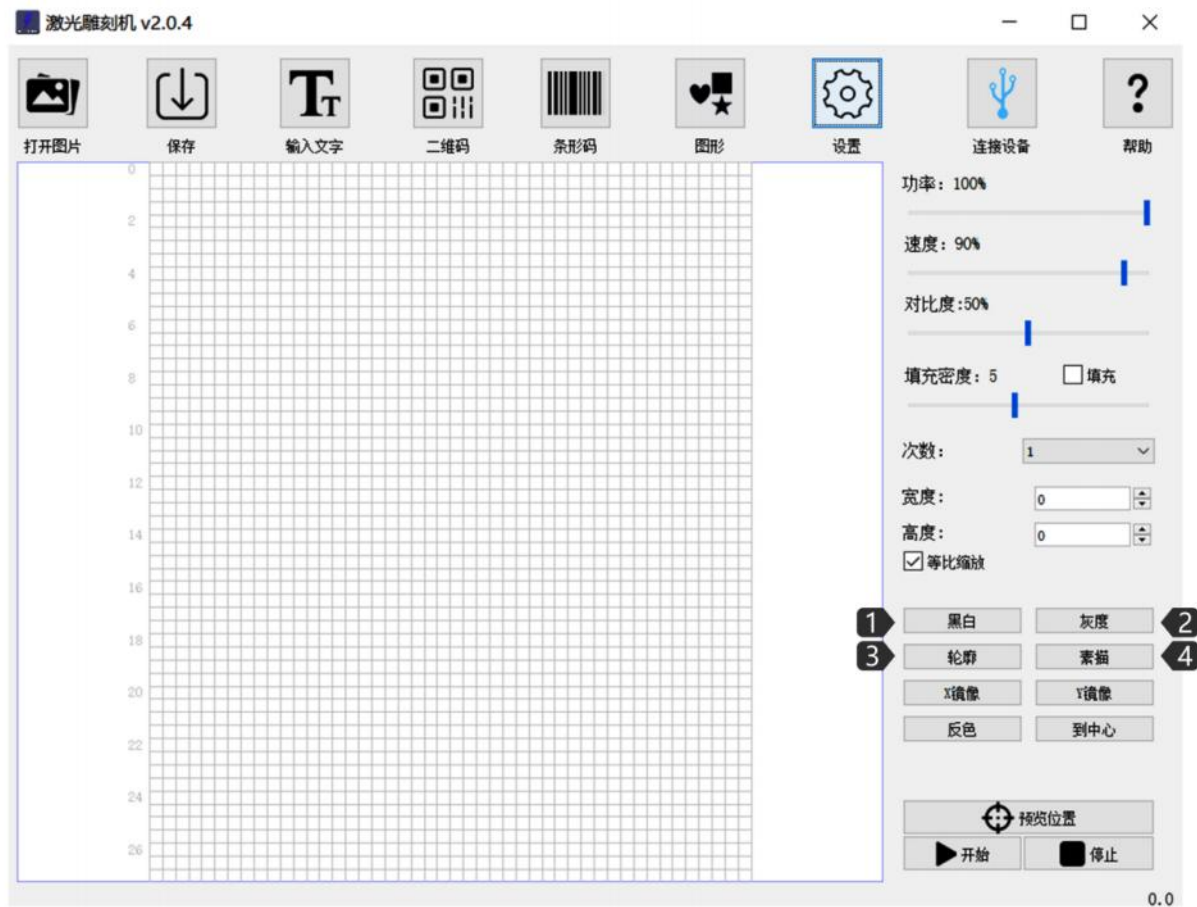 激光雕刻机 v2.0.4
打开图片 保存 输入文字 二维码 条形码 图形 设置 连接设备 帮助
0
2
4
6
8
10
12
14
16
18
20
22
24
26
功率: 100%
速度: 90%
对比度:50%
填充密度: 5 填充
次数: 1
宽度: 0
高度: 0
等比缩放
1 黑白 灰度 2
3 轮廓 素描 4
X镜像 Y镜像
反色 到中心
预览位置
开始 停止
0.0